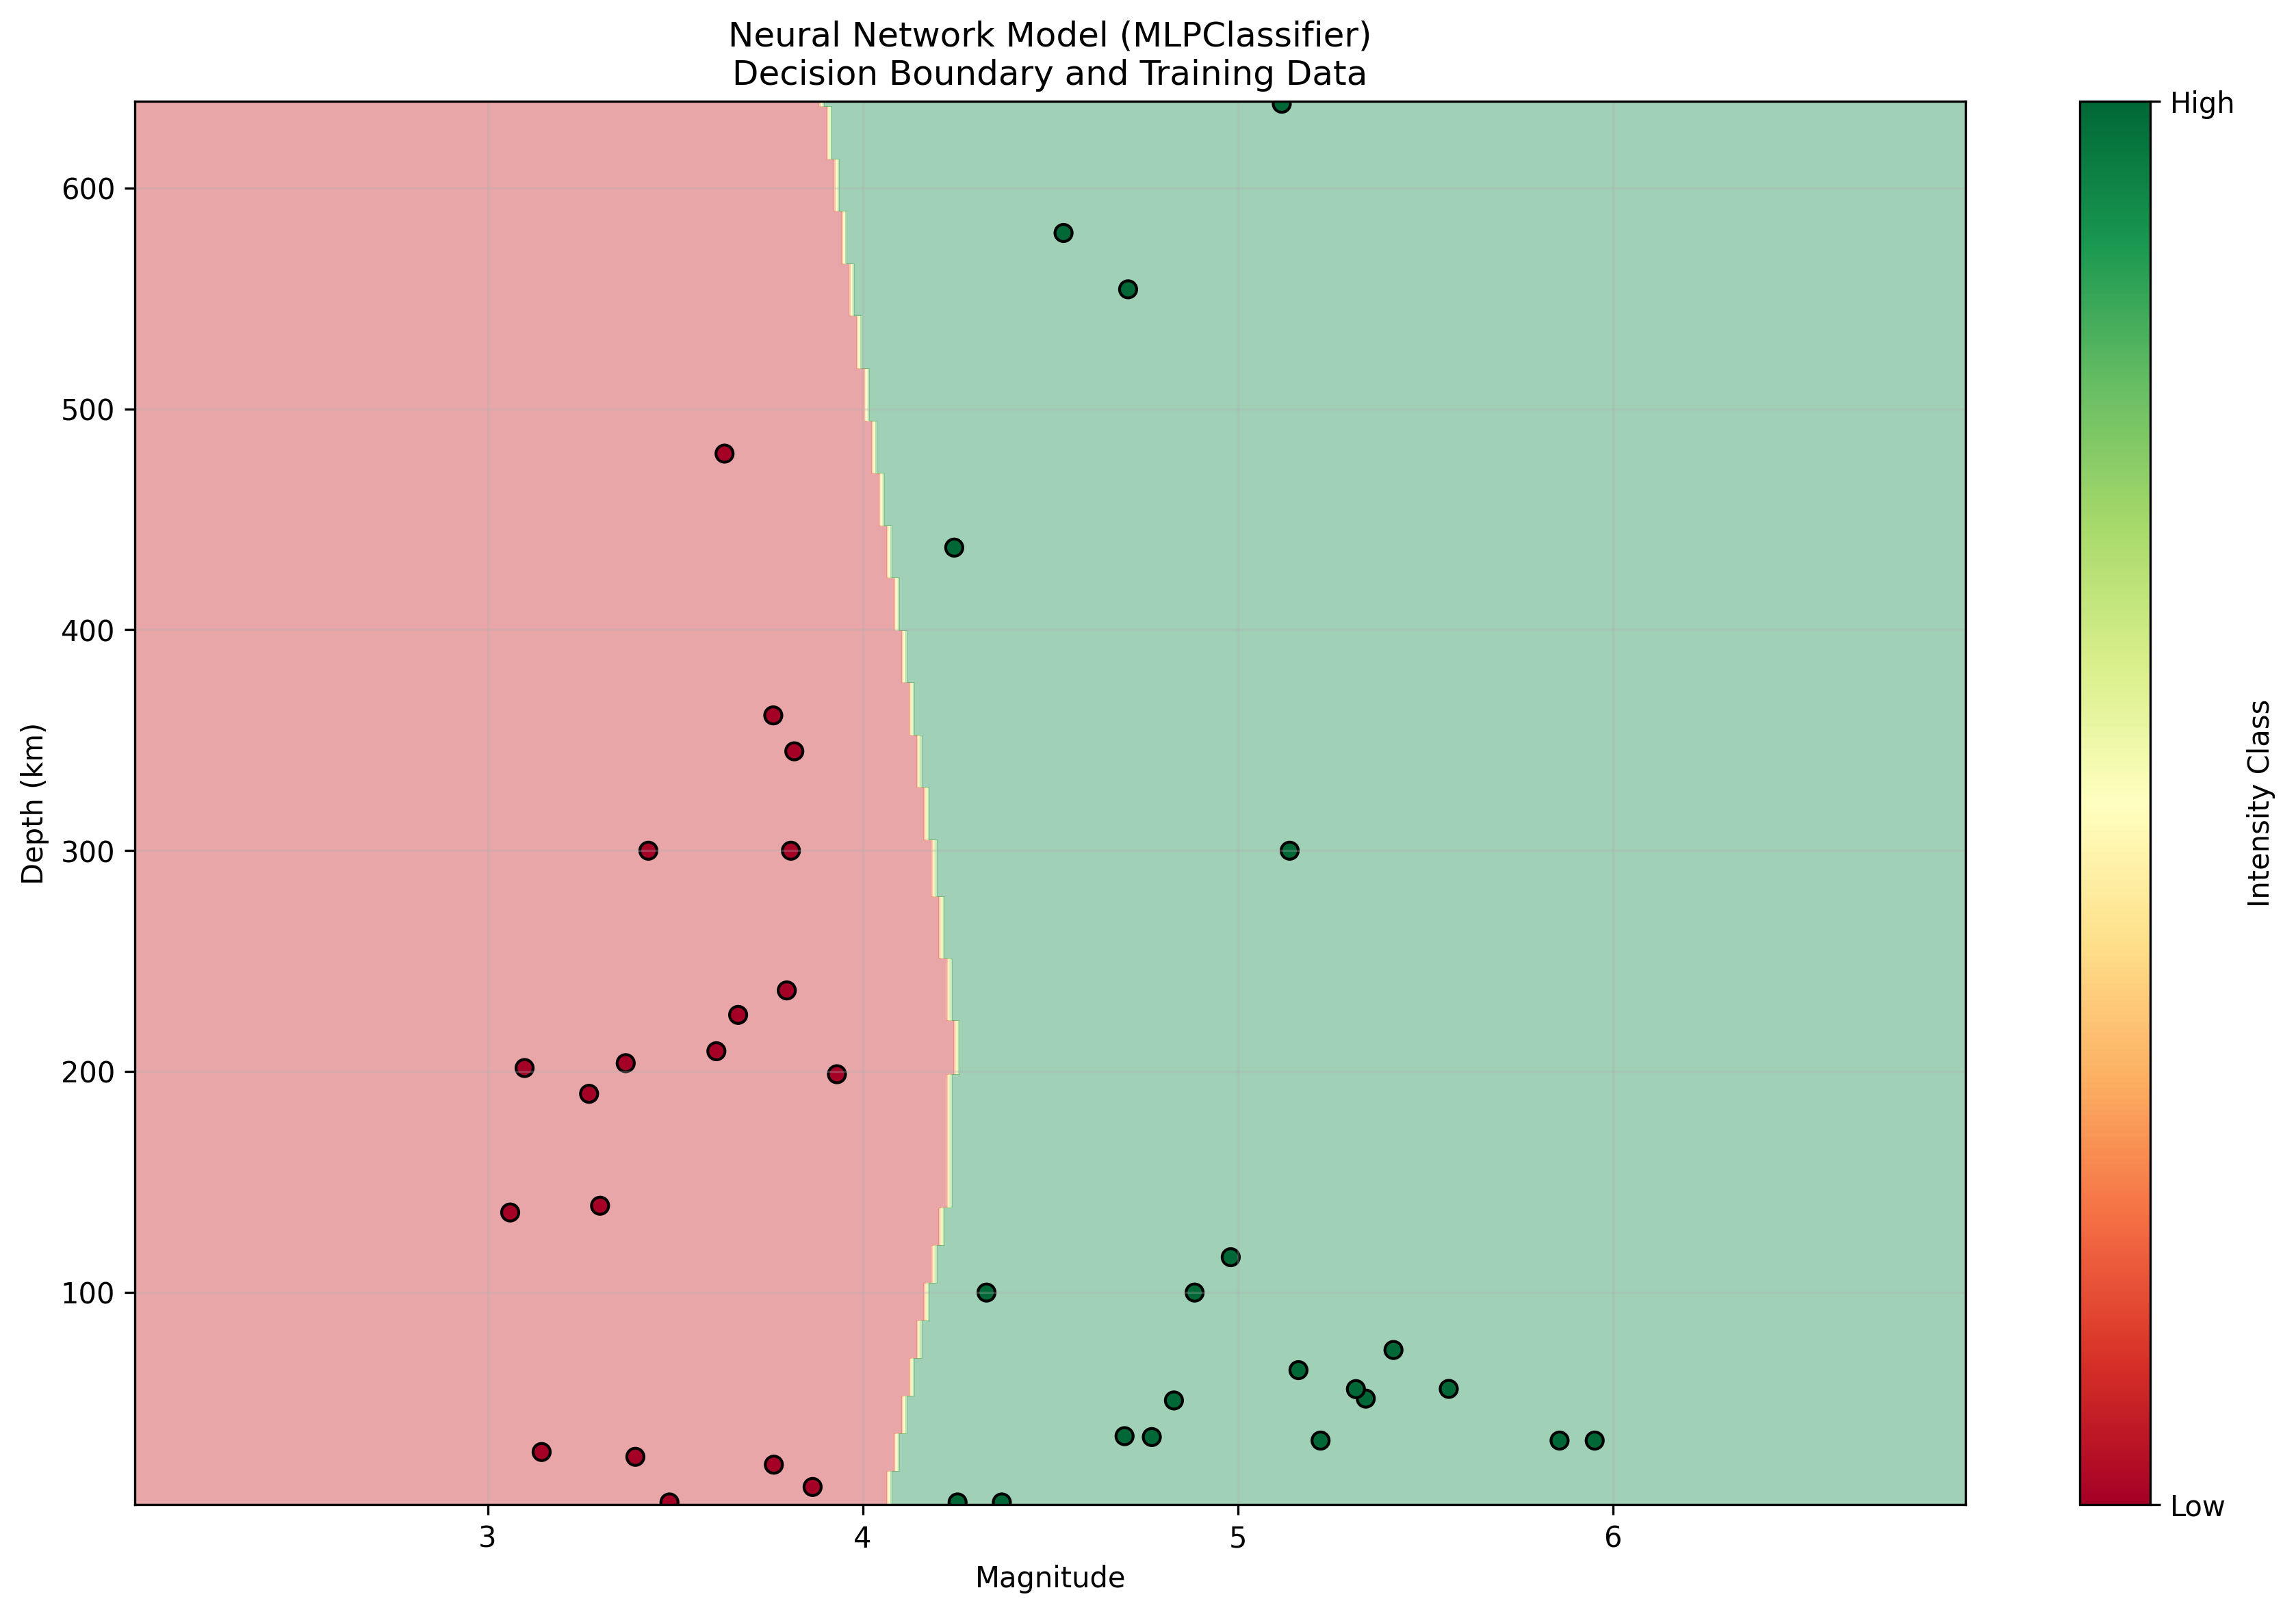 Neural Network Model (MLPClassifier)
Decision Boundary and Training Data
High
600
500
400
300
200
100
Depth (km)
Intensity Class
Low
3
4
5
6
Magnitude